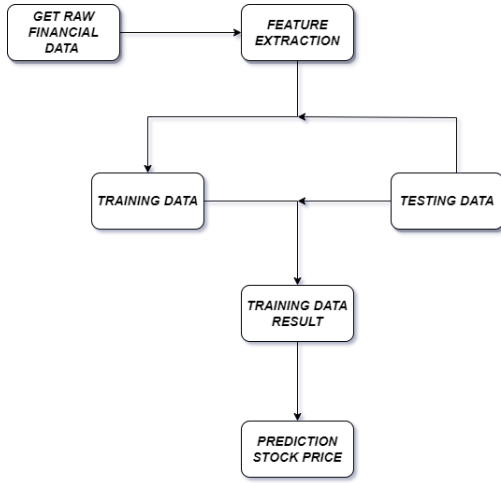 GET RAW
FINANCIAL
DATA
FEATURE
EXTRACTION
TRAINING DATA
TESTING DATA
TRAINING DATA
RESULT
PREDICTION
STOCK PRICE